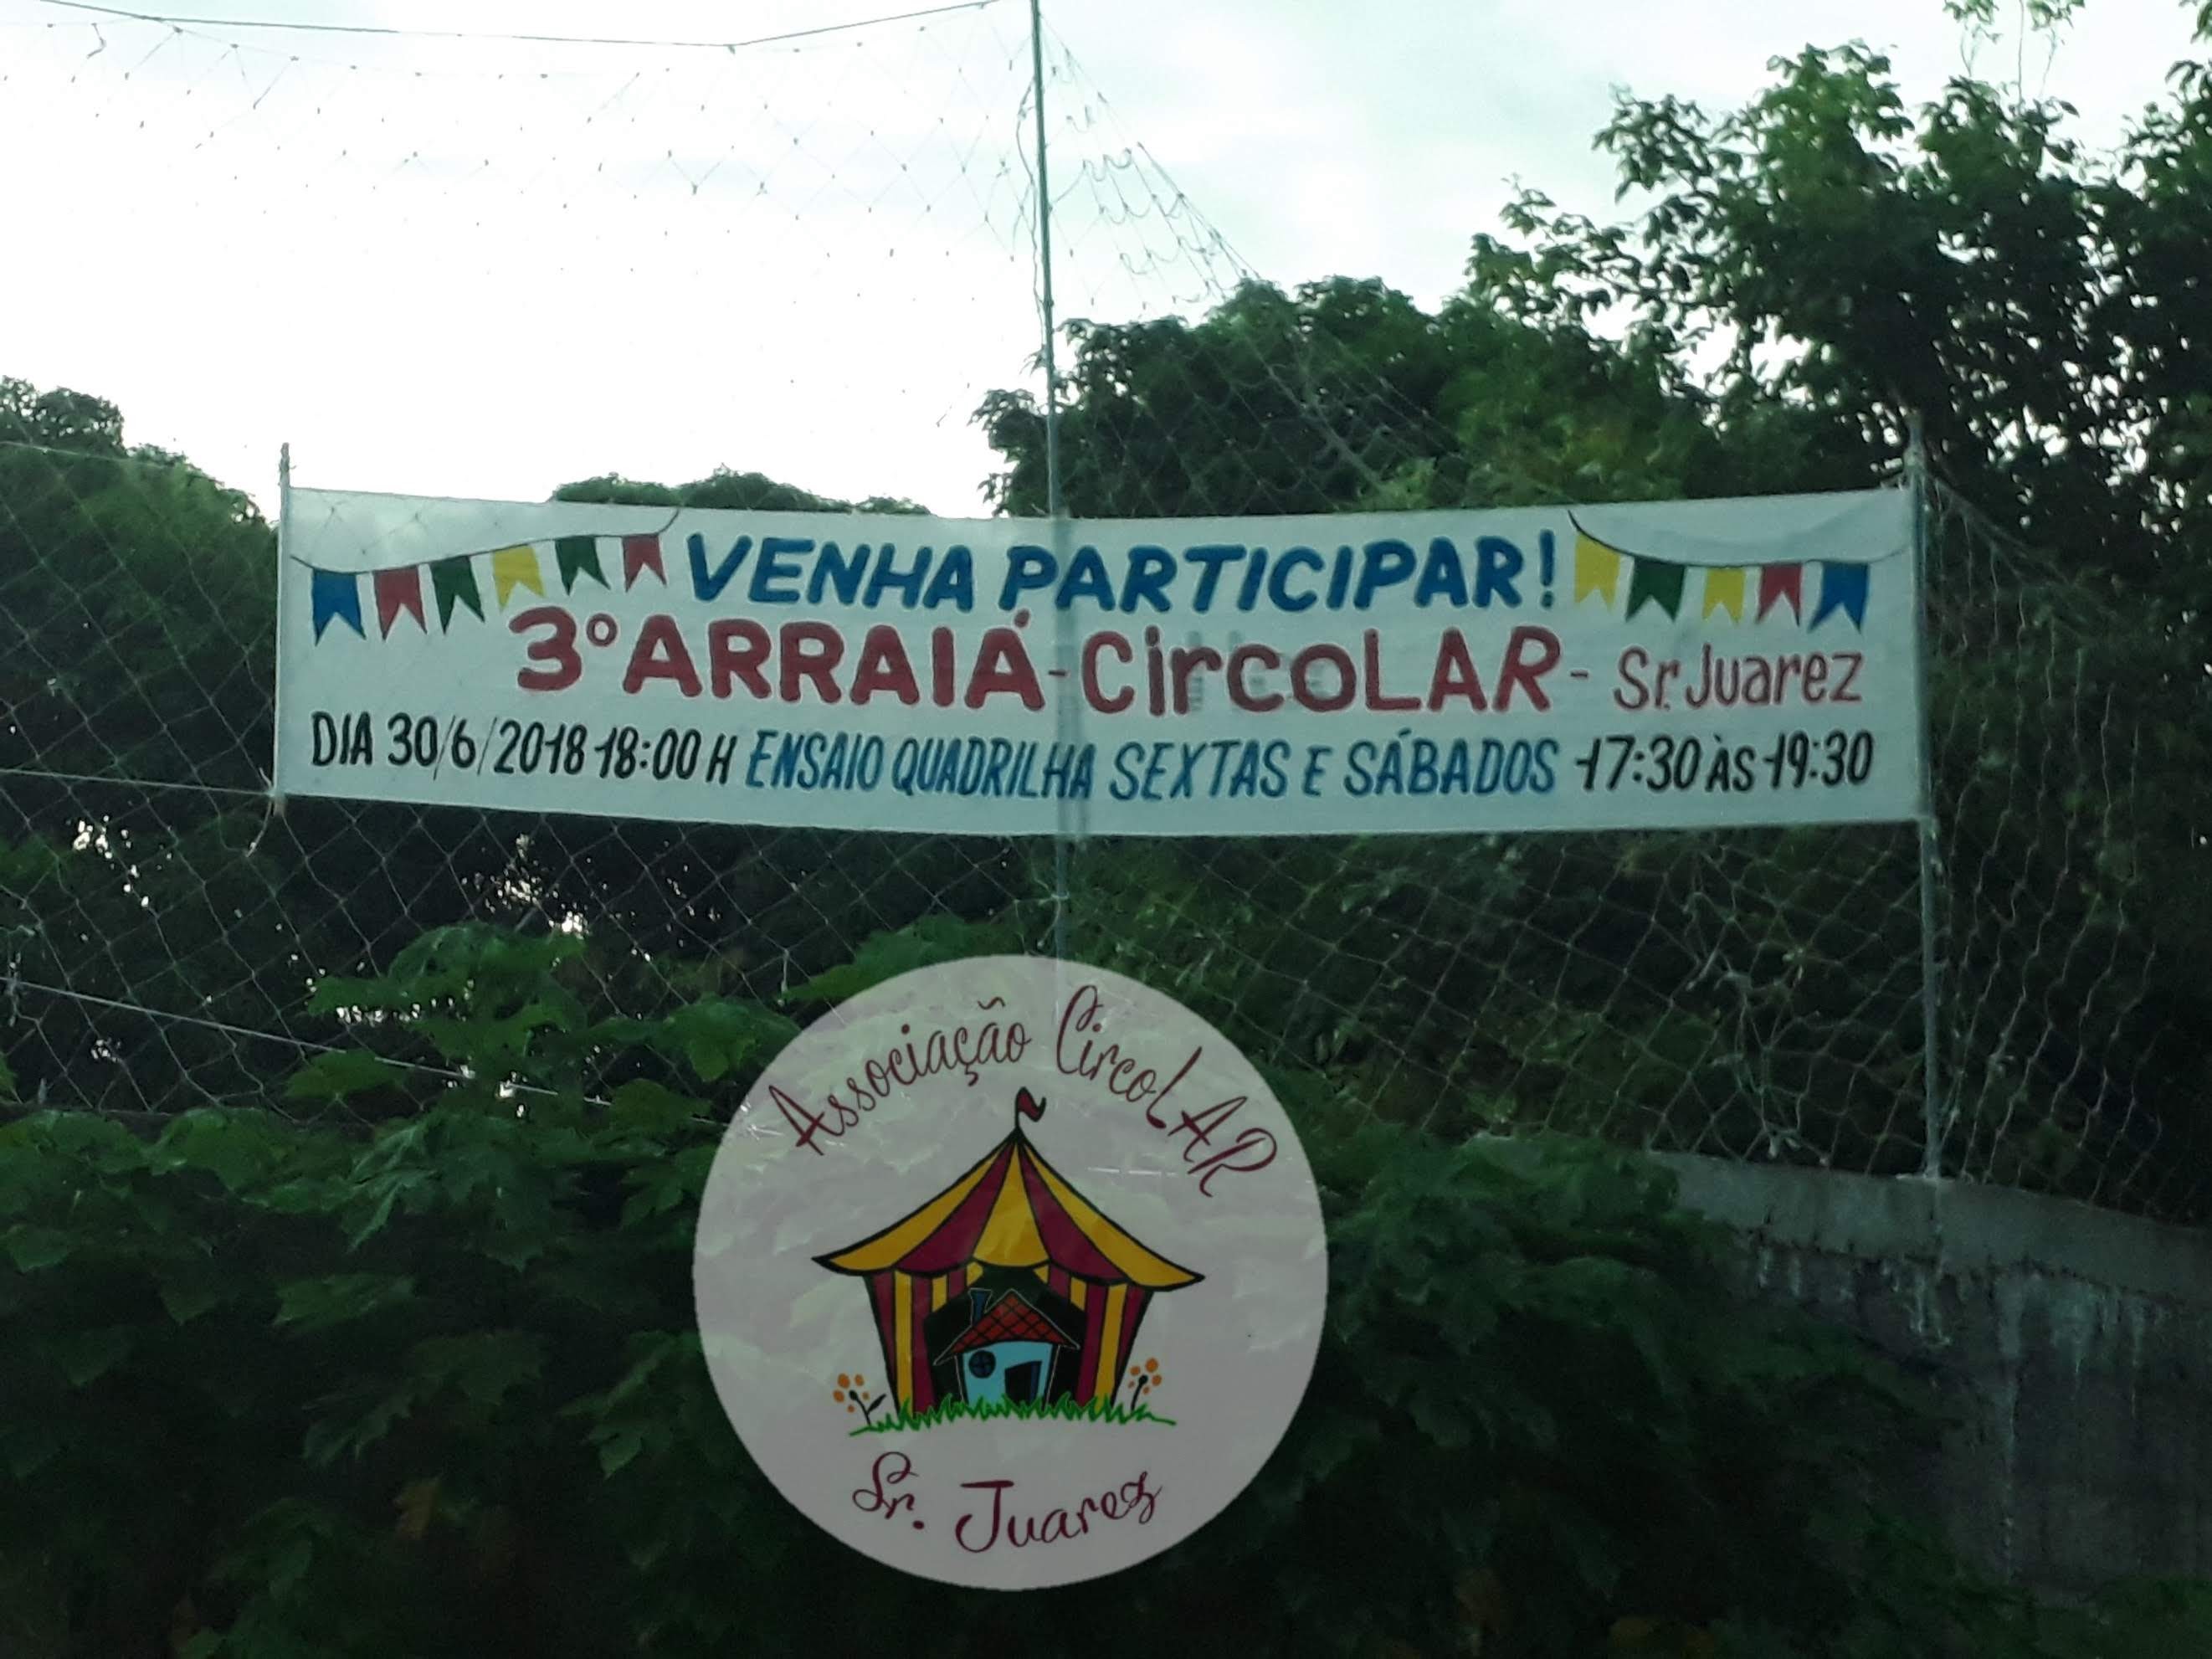 VENHA PARTICIPAR!
3º ARRAIÁ - CircoLAR - Sr. Juarez
DIA 30/6/2018 18:00 H ENSAIO QUADRILHA SEXTAS E SÁBADOS 17:30 ÀS 19:30
Associação CircoLAR
Sr. Juarez